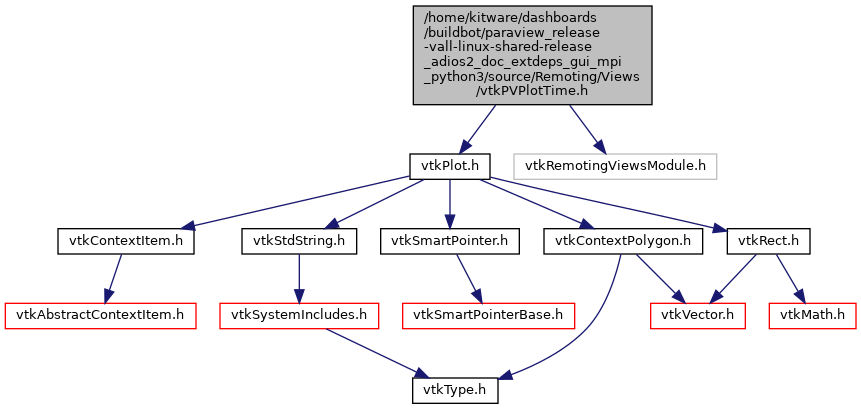 /home/kitware/dashboards
/buildbot/paraview_release
-vall-linux-shared-release
_adios2_doc_extdeps_gui_mpi
_python3/source/Remoting/Views
/vtkPVPlotTime.h
vtkPlot.h
vtkRemotingViewsModule.h
vtkContextItem.h
vtkStdString.h
vtkSmartPointer.h
vtkContextPolygon.h
vtkRect.h
vtkAbstractContextItem.h
vtkSystemIncludes.h
vtkSmartPointerBase.h
vtkVector.h
vtkMath.h
vtkType.h